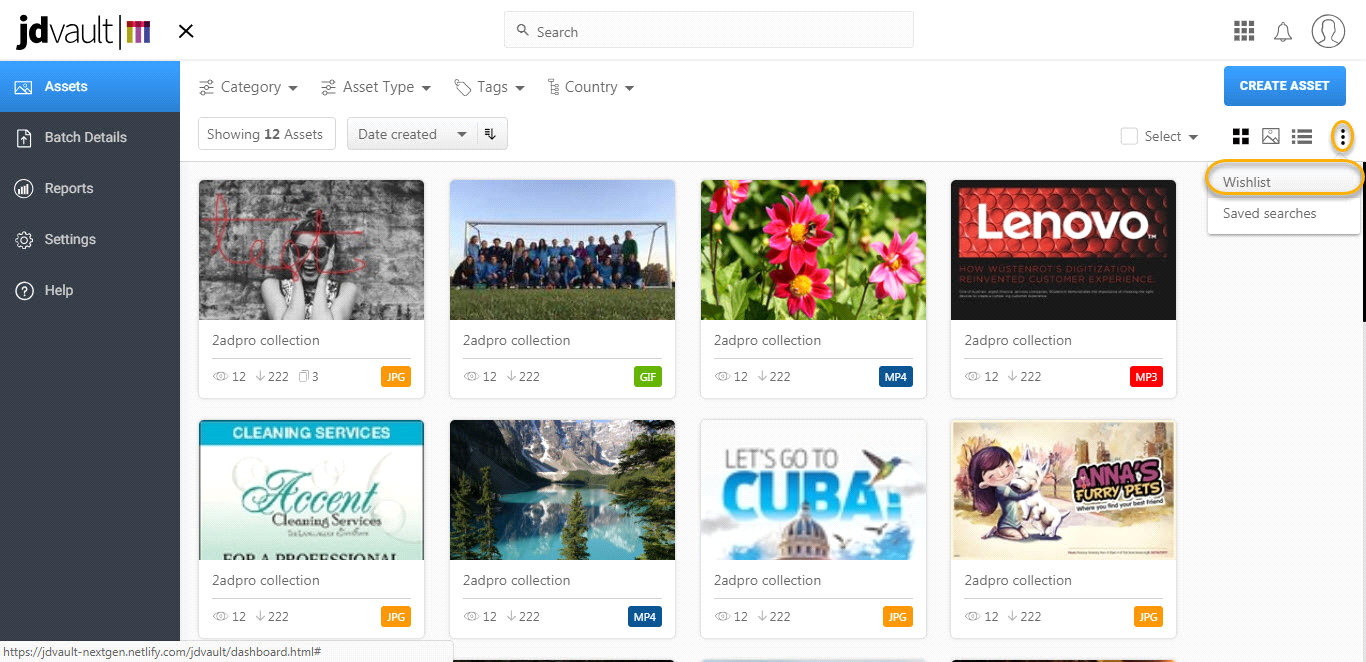 jdvault
Search
Assets
Batch Details
Reports
Settings
Help
Category
Asset Type
Tags
Country
CREATE ASSET
Showing 12 Assets
Date created
Select
Wishlist
Saved searches
test
2adpro collection
12 222 3 JPG
2adpro collection
12 222 GIF
2adpro collection
12 222 MP4
Lenovo™
HOW WUSTENROT'S DIGITIZATION
REINVENTED CUSTOMER EXPERIENCE.
2adpro collection
12 222 MP3
CLEANING SERVICES
Accent
Cleaning Services
FOR A PROFESSIONAL
2adpro collection
12 222 JPG
2adpro collection
12 222 MP4
LET'S GO TO
CUBA!
2adpro collection
12 222 JPG
ANNA'S
FURRY PETS
Where you find your best friend
2adpro collection
12 222 JPG
https://jdvault-nextgen.netlify.com/jdvault/dashboard.html#